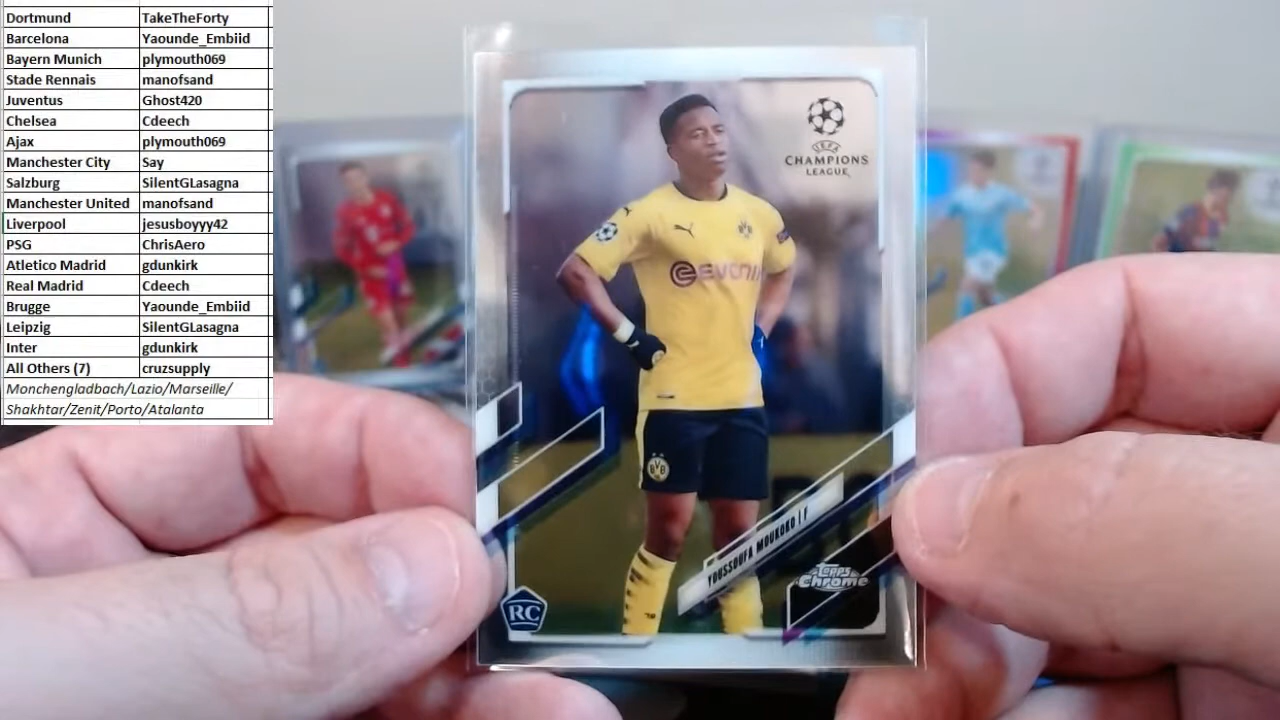 Dortmund TakeTheForty
Barcelona Yaounde_Embiid
Bayern Munich plymouth069
Stade Rennais manofsand
Juventus Ghost420
Chelsea Cdeech
Ajax plymouth069
Manchester City Say
Salzburg SilentGLasagna
Manchester United manofsand
Liverpool jesusboyyy42
PSG ChrisAero
Atletico Madrid gdunkirk
Real Madrid Cdeech
Brugge Yaounde_Embiid
Leipzig SilentGLasagna
Inter gdunkirk
All Others (7) cruzsupply
Monchengladbach/Lazio/Marseille/
Shakhtar/Zenit/Porto/Atalanta
UEFA
CHAMPIONS
LEAGUE
EVONIK
BVB
YOUSSOUFA MOUKOKO | F
Topps
Chrome
RC